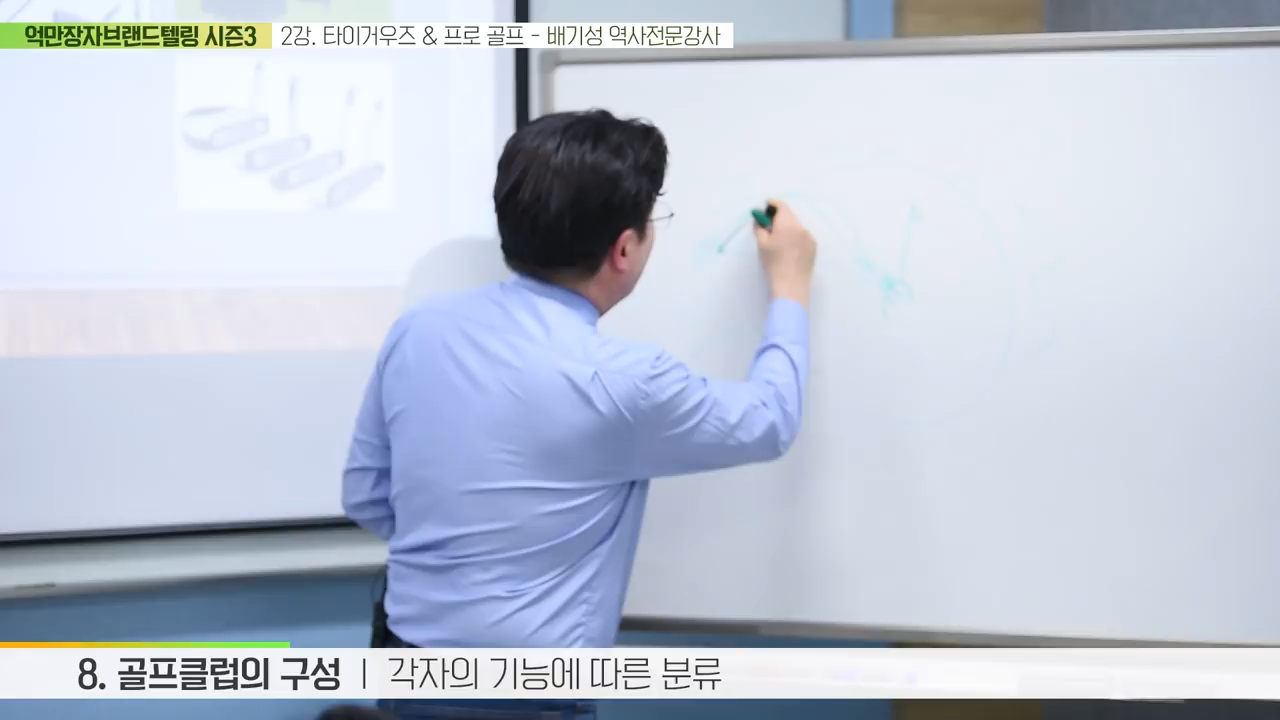 억만장자브랜드텔링 시즌3 2강. 타이거우즈 & 프로 골프 - 배기성 역사전문강사
8. 골프클럽의 구성 | 각자의 기능에 따른 분류